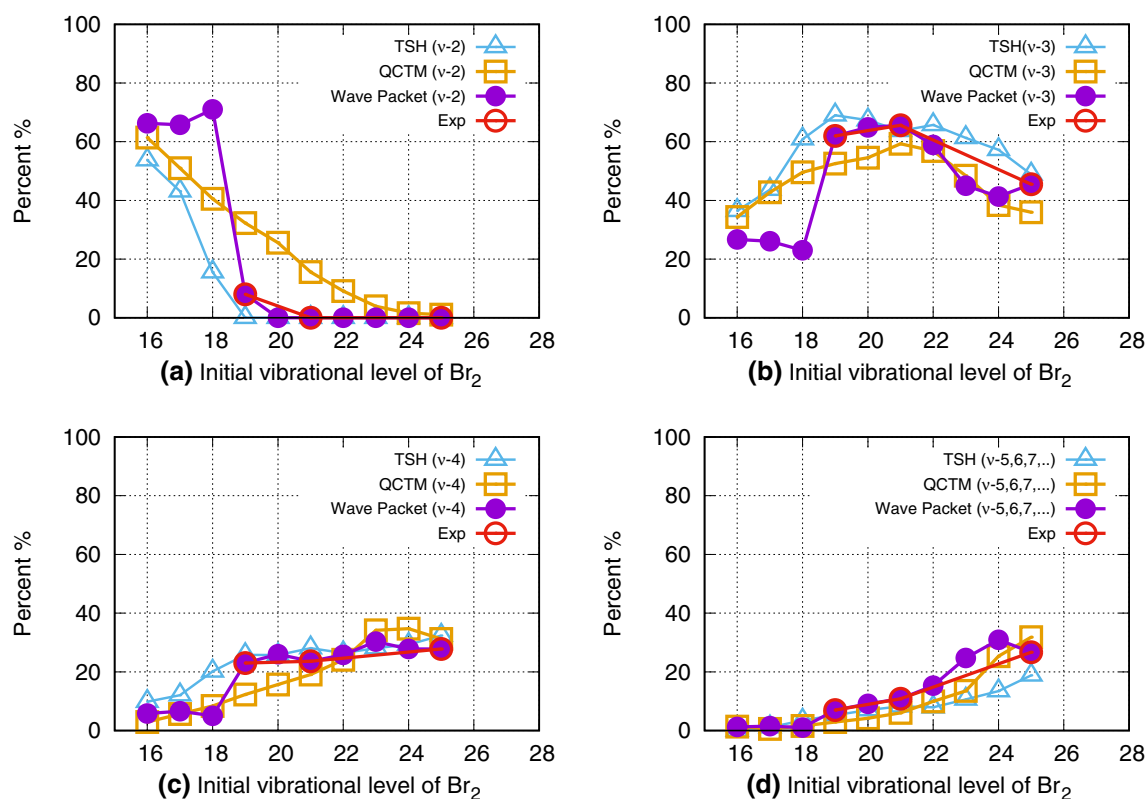 100
80
60
40
20
0
Percent %
TSH (ν-2)
QCTM (ν-2)
Wave Packet (ν-2)
Exp
16 18 20 22 24 26 28
(a) Initial vibrational level of Br2
100
80
60
40
20
0
Percent %
TSH(ν-3)
QCTM (ν-3)
Wave Packet (ν-3)
Exp
16 18 20 22 24 26 28
(b) Initial vibrational level of Br2
100
80
60
40
20
0
Percent %
TSH (ν-4)
QCTM (ν-4)
Wave Packet (ν-4)
Exp
16 18 20 22 24 26 28
(c) Initial vibrational level of Br2
100
80
60
40
20
0
Percent %
TSH (ν-5,6,7,..)
QCTM (ν-5,6,7,...)
Wave Packet (ν-5,6,7,...)
Exp
16 18 20 22 24 26 28
(d) Initial vibrational level of Br2